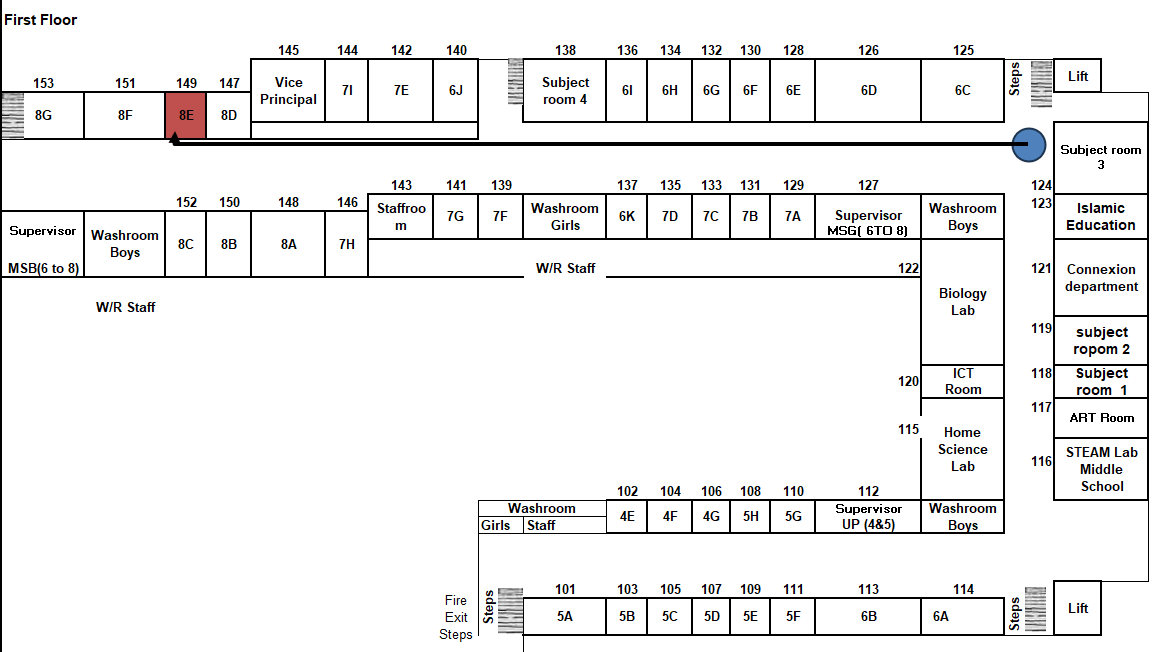 First Floor
145 144 142 140 138 136 134 132 130 128 126 125
153 151 149 147
Vice
Principal
7I 7E 6J
Subject
room 4
6I 6H 6G 6F 6E 6D 6C
Steps
Lift
8G 8F 8E 8D
Subject room
3
124
143 141 139 137 135 133 131 129 127
152 150 148 146
123
Staffroo
m
7G 7F
Washroom
Girls
6K 7D 7C 7B 7A
Supervisor
MSG( 6TO 8)
Washroom
Boys
Islamic
Education
Supervisor
MSB(6 to 8)
Washroom
Boys
8C 8B 8A 7H
W/R Staff
122
121
Connexion
department
W/R Staff
Biology
Lab
119
subject
ropom 2
120
ICT
Room
118
Subject
room 1
117
ART Room
115
Home
Science
Lab
116
STEAM Lab
Middle
School
102 104 106 108 110 112
Washroom
Girls Staff
4E 4F 4G 5H 5G
Supervisor
UP (4&5)
Washroom
Boys
101 103 105 107 109 111 113 114
Fire
Exit
Steps
Steps
5A 5B 5C 5D 5E 5F 6B 6A
Steps
Lift